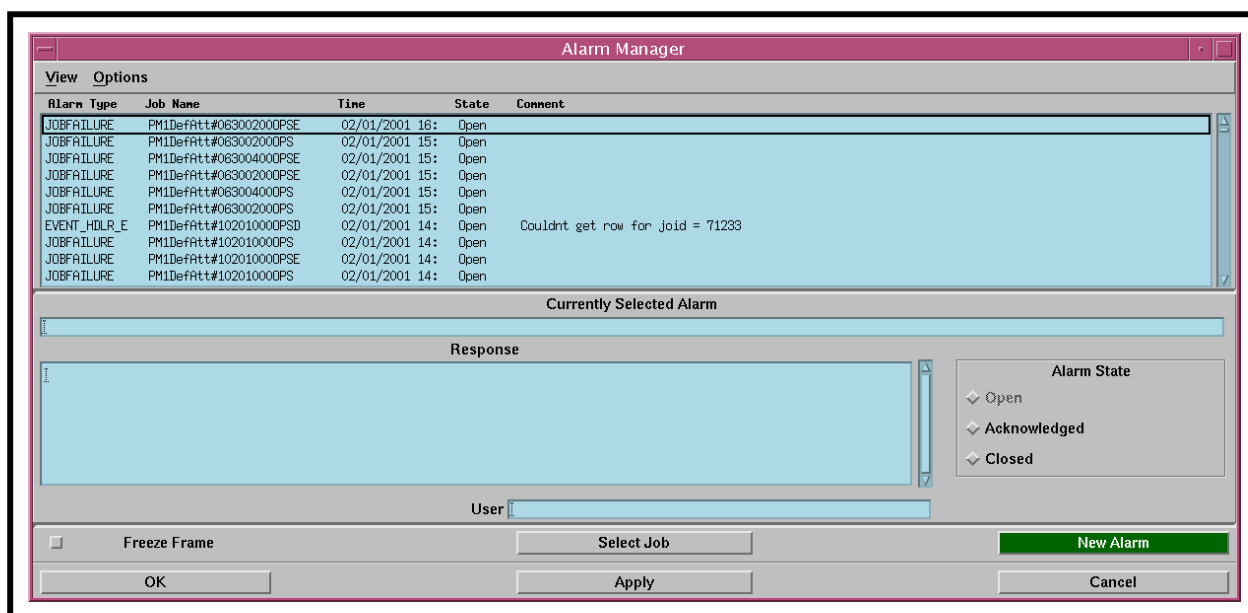 Alarm Manager
View Options
Alarm Type Job Name Time State Comment
JOBFAILURE PM1DefAtt#063002000PSE 02/01/2001 16: Open
JOBFAILURE PM1DefAtt#063002000PS 02/01/2001 15: Open
JOBFAILURE PM1DefAtt#063004000PSE 02/01/2001 15: Open
JOBFAILURE PM1DefAtt#063002000PSE 02/01/2001 15: Open
JOBFAILURE PM1DefAtt#063004000PS 02/01/2001 15: Open
JOBFAILURE PM1DefAtt#063002000PS 02/01/2001 15: Open
EVENT_HDLR_E PM1DefAtt#102010000PSD 02/01/2001 14: Open Couldnt get row for joid = 71233
JOBFAILURE PM1DefAtt#102010000PS 02/01/2001 14: Open
JOBFAILURE PM1DefAtt#102010000PSE 02/01/2001 14: Open
JOBFAILURE PM1DefAtt#102010000PS 02/01/2001 14: Open
Currently Selected Alarm
Response
Alarm State
Open
Acknowledged
Closed
User
Freeze Frame Select Job New Alarm
OK Apply Cancel